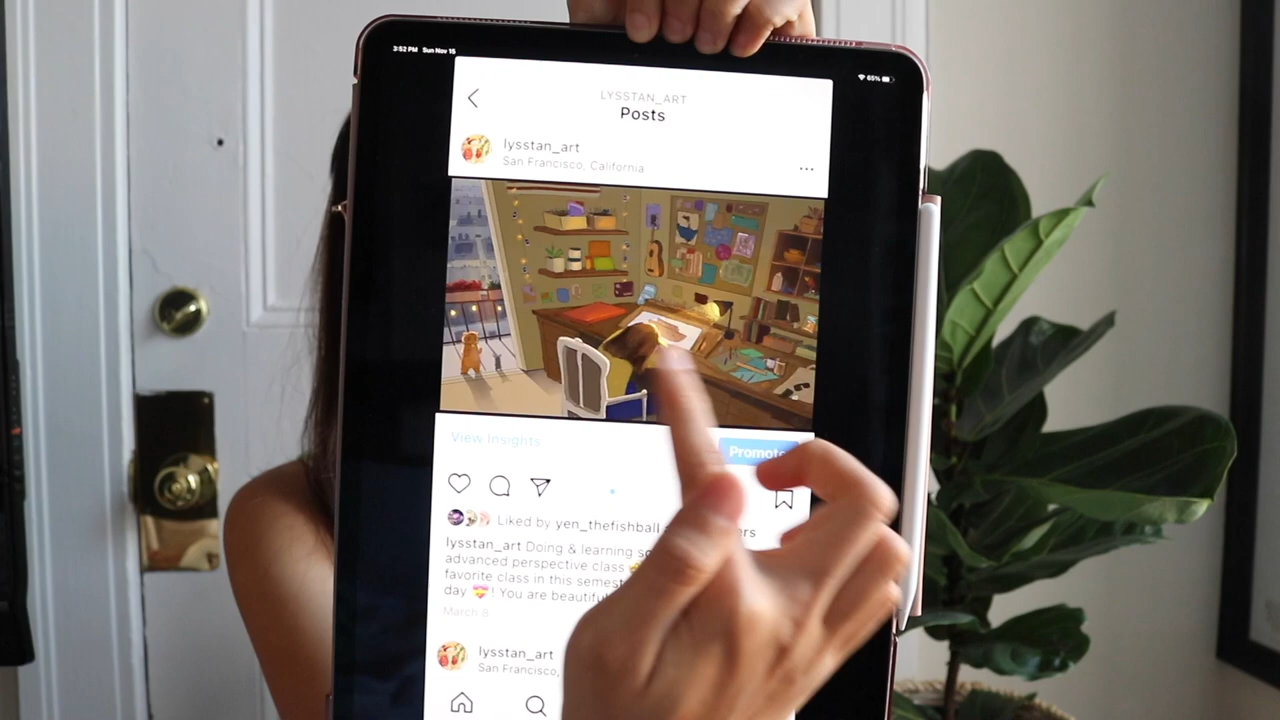 3:52 PM Sun Nov 15
65%
LYSSTAN_ART
Posts
lysstan_art
San Francisco, California
View Insights
Promote
Liked by yen_thefishball
lysstan_art Doing & learning
advanced perspective class
favorite class in this
day 💝! You are beautiful
March 8
lysstan_art
San Francisco,